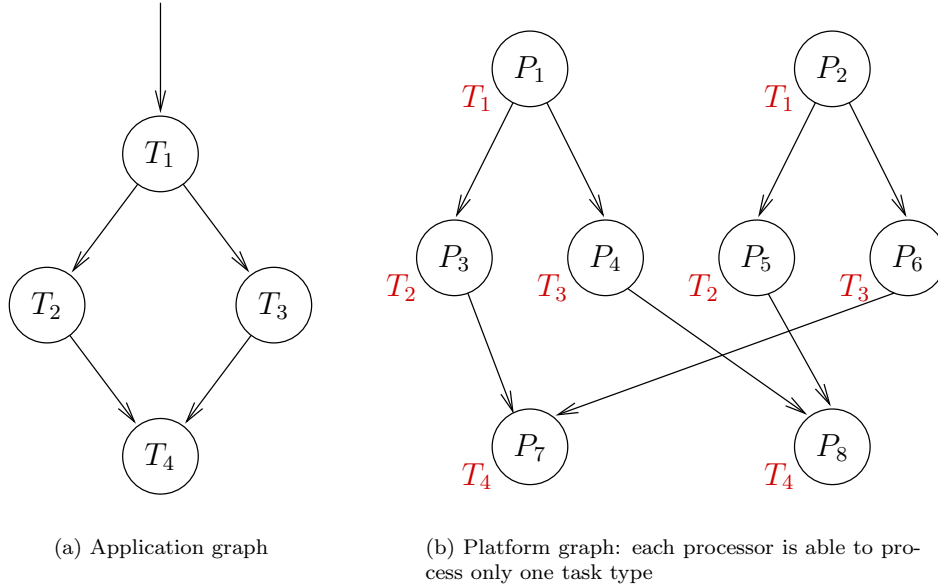 T1
T2
T3
T4
(a) Application graph
P1
T1
P2
T1
P3
T2
P4
T3
P5
T2
P6
T3
P7
T4
P8
T4
(b) Platform graph: each processor is able to pro-
cess only one task type